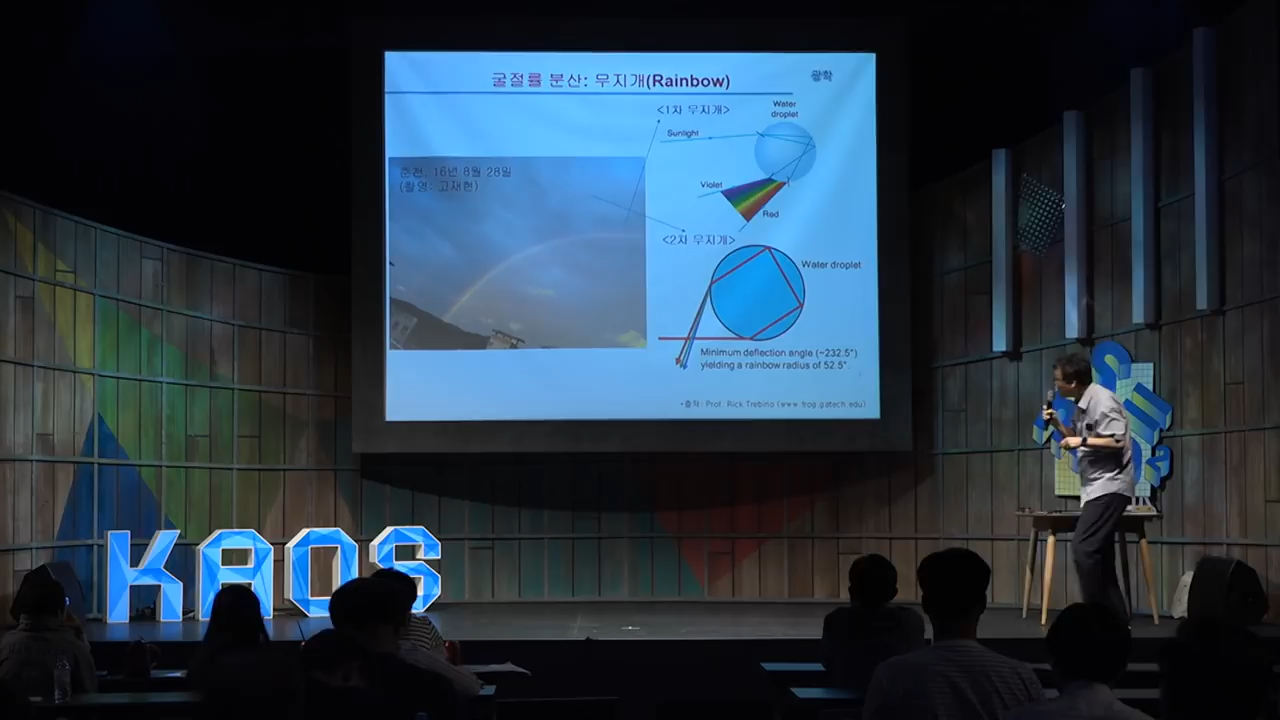 굴절률 분산: 무지개(Rainbow)
광학
<1차 무지개>
Water
droplet
Sunlight
춘천, 16년 8월 28일
(촬영: 고재현)
Violet
Red
<2차 무지개>
Water droplet
Minimum deflection angle (~232.5°)
yielding a rainbow radius of 52.5°.
*출처: Prof. Rick Trebino (www.frog.gatech.edu)
KAOS